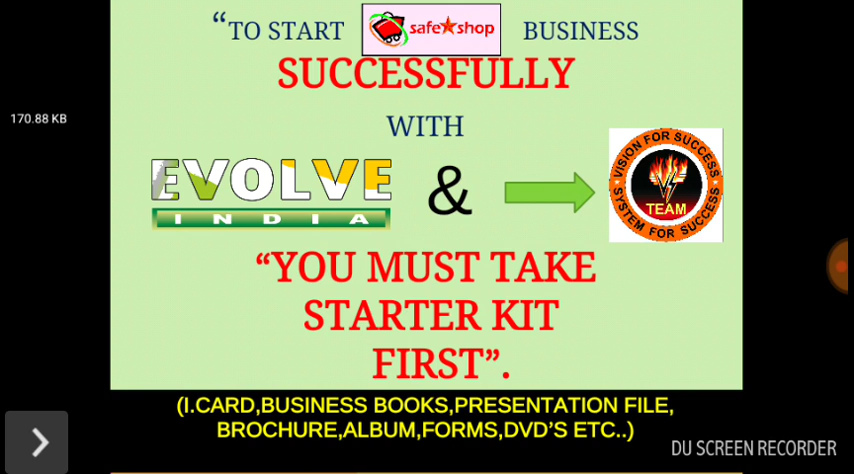 “TO START safe★shop BUSINESS
SUCCESSFULLY
170.88 KB
WITH
EVOLVE
INDIA
&
VISION FOR SUCCESS
VS
TEAM
SYSTEM FOR SUCCESS
“YOU MUST TAKE
STARTER KIT
FIRST”.
(I.CARD,BUSINESS BOOKS,PRESENTATION FILE,
BROCHURE,ALBUM,FORMS,DVD’S ETC..)
DU SCREEN RECORDER